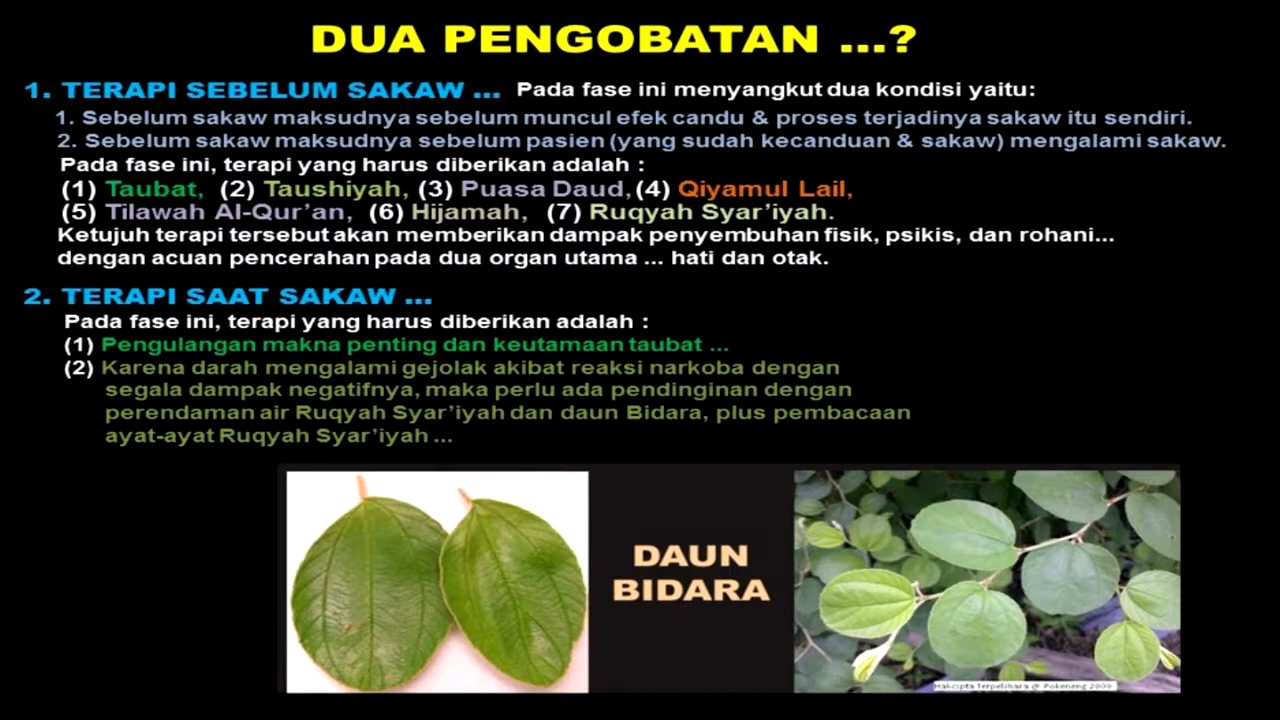 DUA PENGOBATAN ...?
1. TERAPI SEBELUM SAKAW ... Pada fase ini menyangkut dua kondisi yaitu:
1. Sebelum sakaw maksudnya sebelum muncul efek candu & proses terjadinya sakaw itu sendiri.
2. Sebelum sakaw maksudnya sebelum pasien (yang sudah kecanduan & sakaw) mengalami sakaw.
Pada fase ini, terapi yang harus diberikan adalah :
(1) Taubat, (2) Taushiyah, (3) Puasa Daud, (4) Qiyamul Lail,
(5) Tilawah Al-Qur'an, (6) Hijamah, (7) Ruqyah Syar'iyah.
Ketujuh terapi tersebut akan memberikan dampak penyembuhan fisik, psikis, dan rohani...
dengan acuan pencerahan pada dua organ utama ... hati dan otak.
2. TERAPI SAAT SAKAW ...
Pada fase ini, terapi yang harus diberikan adalah :
(1) Pengulangan makna penting dan keutamaan taubat ...
(2) Karena darah mengalami gejolak akibat reaksi narkoba dengan
segala dampak negatifnya, maka perlu ada pendinginan dengan
perendaman air Ruqyah Syar'iyah dan daun Bidara, plus pembacaan
ayat-ayat Ruqyah Syar'iyah ...
DAUN
BIDARA
Hakcipta Terpelihara @ Pokeneng 2009